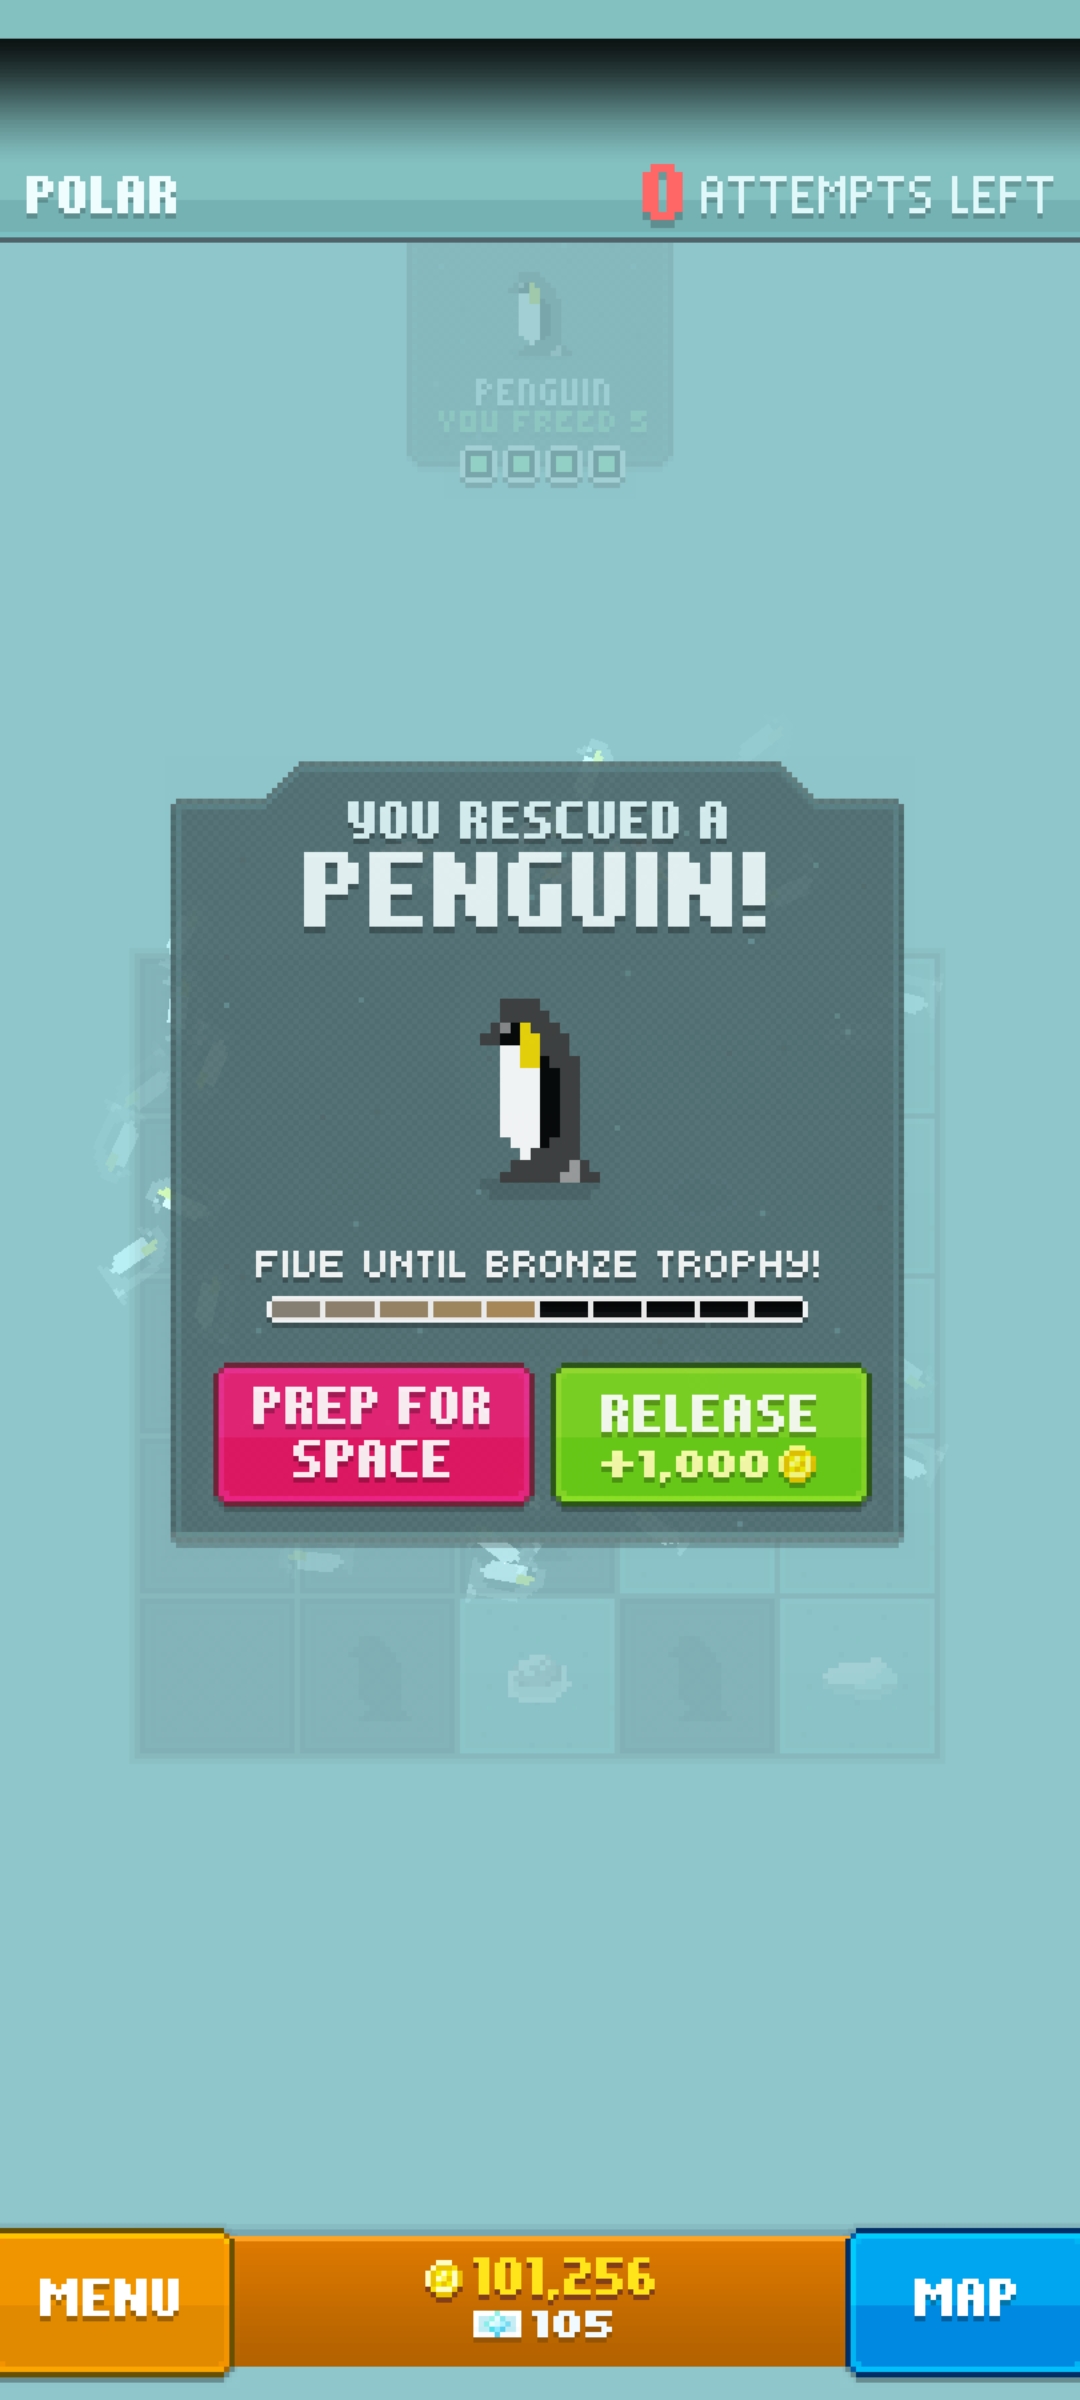 POLAR
0 ATTEMPTS LEFT
PENGUIN
YOU FREED 5
YOU RESCUED A
PENGUIN!
FIVE UNTIL BRONZE TROPHY!
PREP FOR
SPACE
RELEASE
+1,000
MENU
101,256
105
MAP